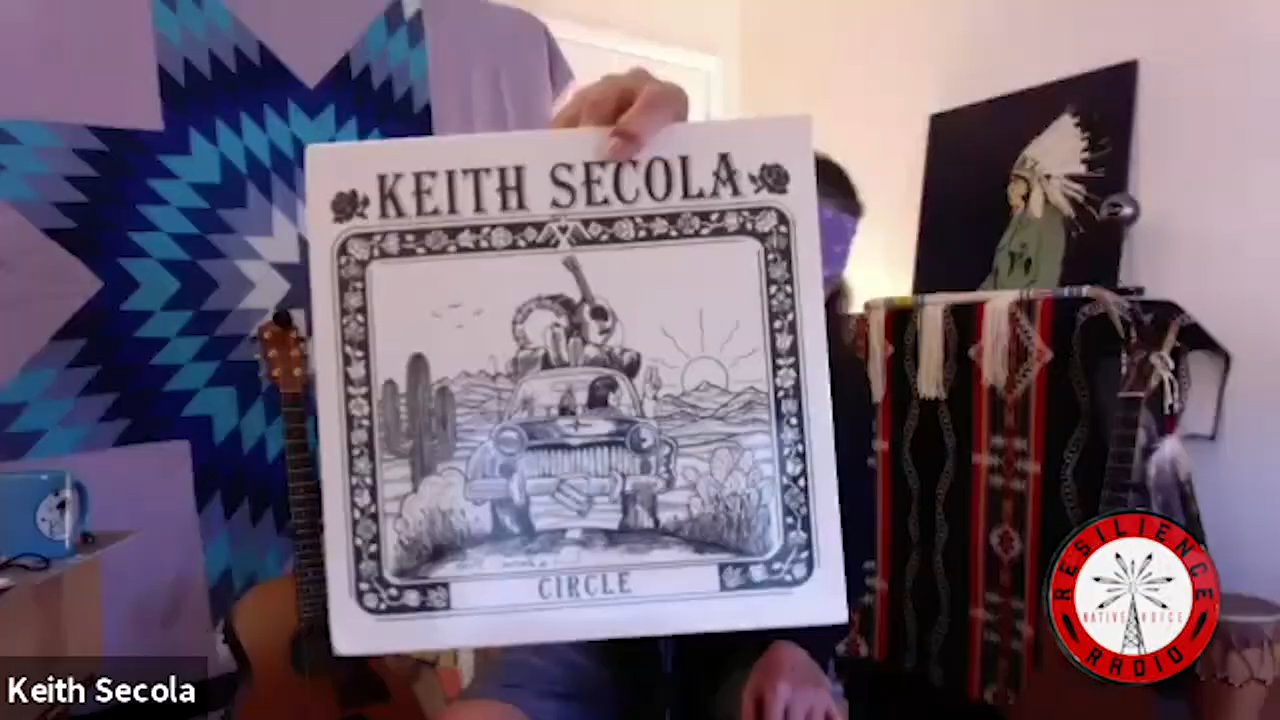 KEITH SECOLA
CIRCLE
Keith Secola
RESILIENCE
NATIVE VOICE
RADIO